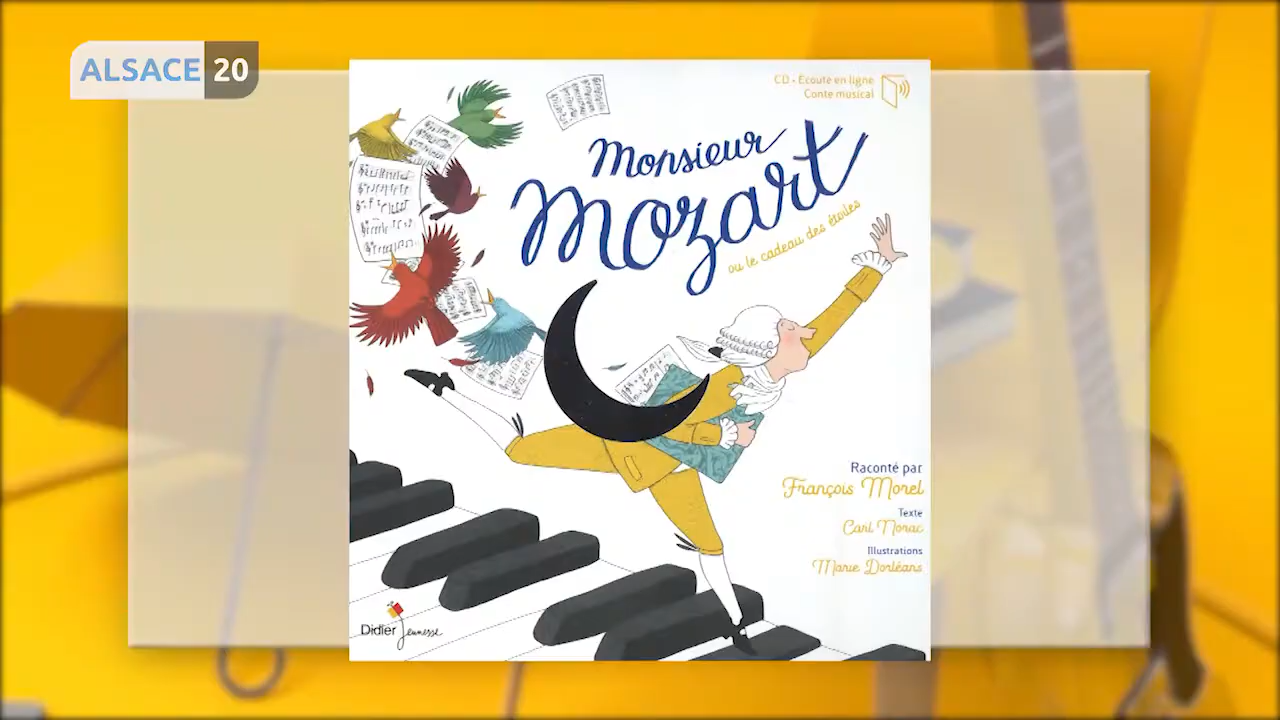 ALSACE 20
CD - Écoute en ligne
Conte musical
Monsieur
Mozart
ou le cadeau des étoiles
Raconté par
François Morel
Texte
Carl Norac
Illustrations
Marie Dorléans
Didier Jeunesse